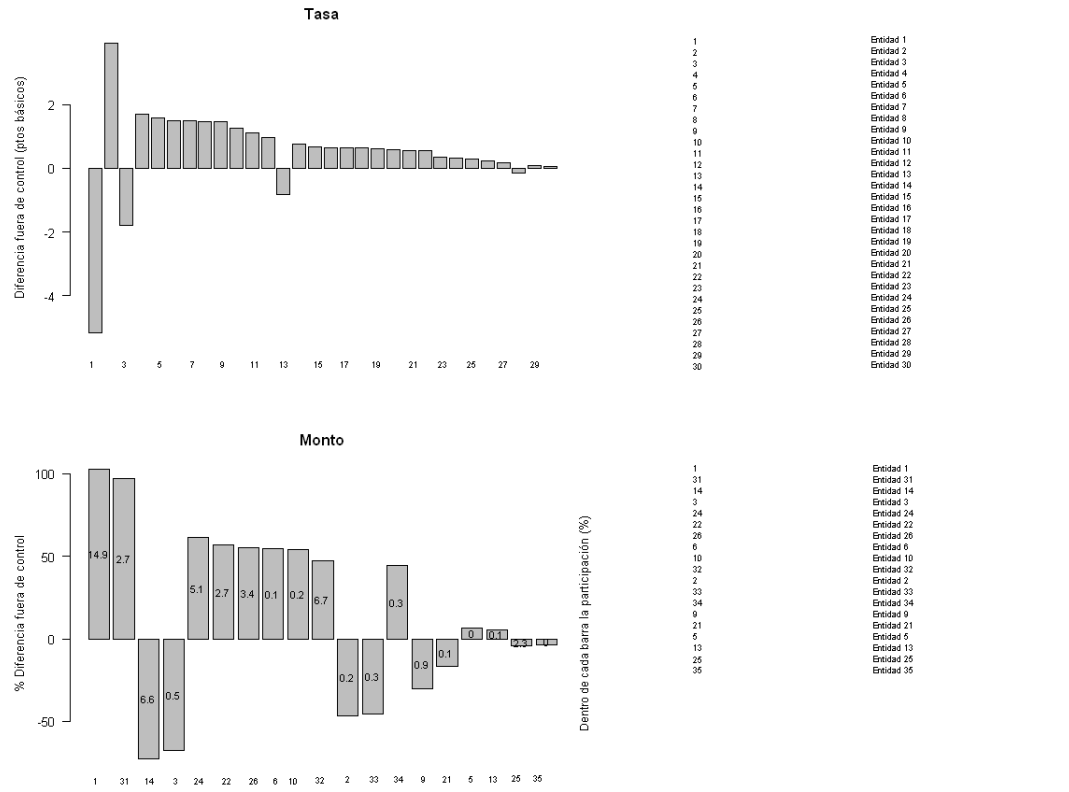 Tasa
Diferencia fuera de control (ptos básicos)
2
0
-2
-4
1 3 5 7 9 11 13 15 17 19 21 23 25 27 29
1 Entidad 1
2 Entidad 2
3 Entidad 3
4 Entidad 4
5 Entidad 5
6 Entidad 6
7 Entidad 7
8 Entidad 8
9 Entidad 9
10 Entidad 10
11 Entidad 11
12 Entidad 12
13 Entidad 13
14 Entidad 14
15 Entidad 15
16 Entidad 16
17 Entidad 17
18 Entidad 18
19 Entidad 19
20 Entidad 20
21 Entidad 21
22 Entidad 22
23 Entidad 23
24 Entidad 24
25 Entidad 25
26 Entidad 26
27 Entidad 27
28 Entidad 28
29 Entidad 29
30 Entidad 30
Monto
% Diferencia fuera de control
100
50
0
-50
14.9 2.7 6.6 0.5 5.1 2.7 3.4 0.1 0.2 6.7 0.2 0.3 0.3 0.9 0.1 0 0.1 2.3 0
1 31 14 3 24 22 26 6 10 32 2 33 34 9 21 5 13 25 35
Dentro de cada barra la participación (%)
1 Entidad 1
31 Entidad 31
14 Entidad 14
3 Entidad 3
24 Entidad 24
22 Entidad 22
26 Entidad 26
6 Entidad 6
10 Entidad 10
32 Entidad 32
2 Entidad 2
33 Entidad 33
34 Entidad 34
9 Entidad 9
21 Entidad 21
5 Entidad 5
13 Entidad 13
25 Entidad 25
35 Entidad 35